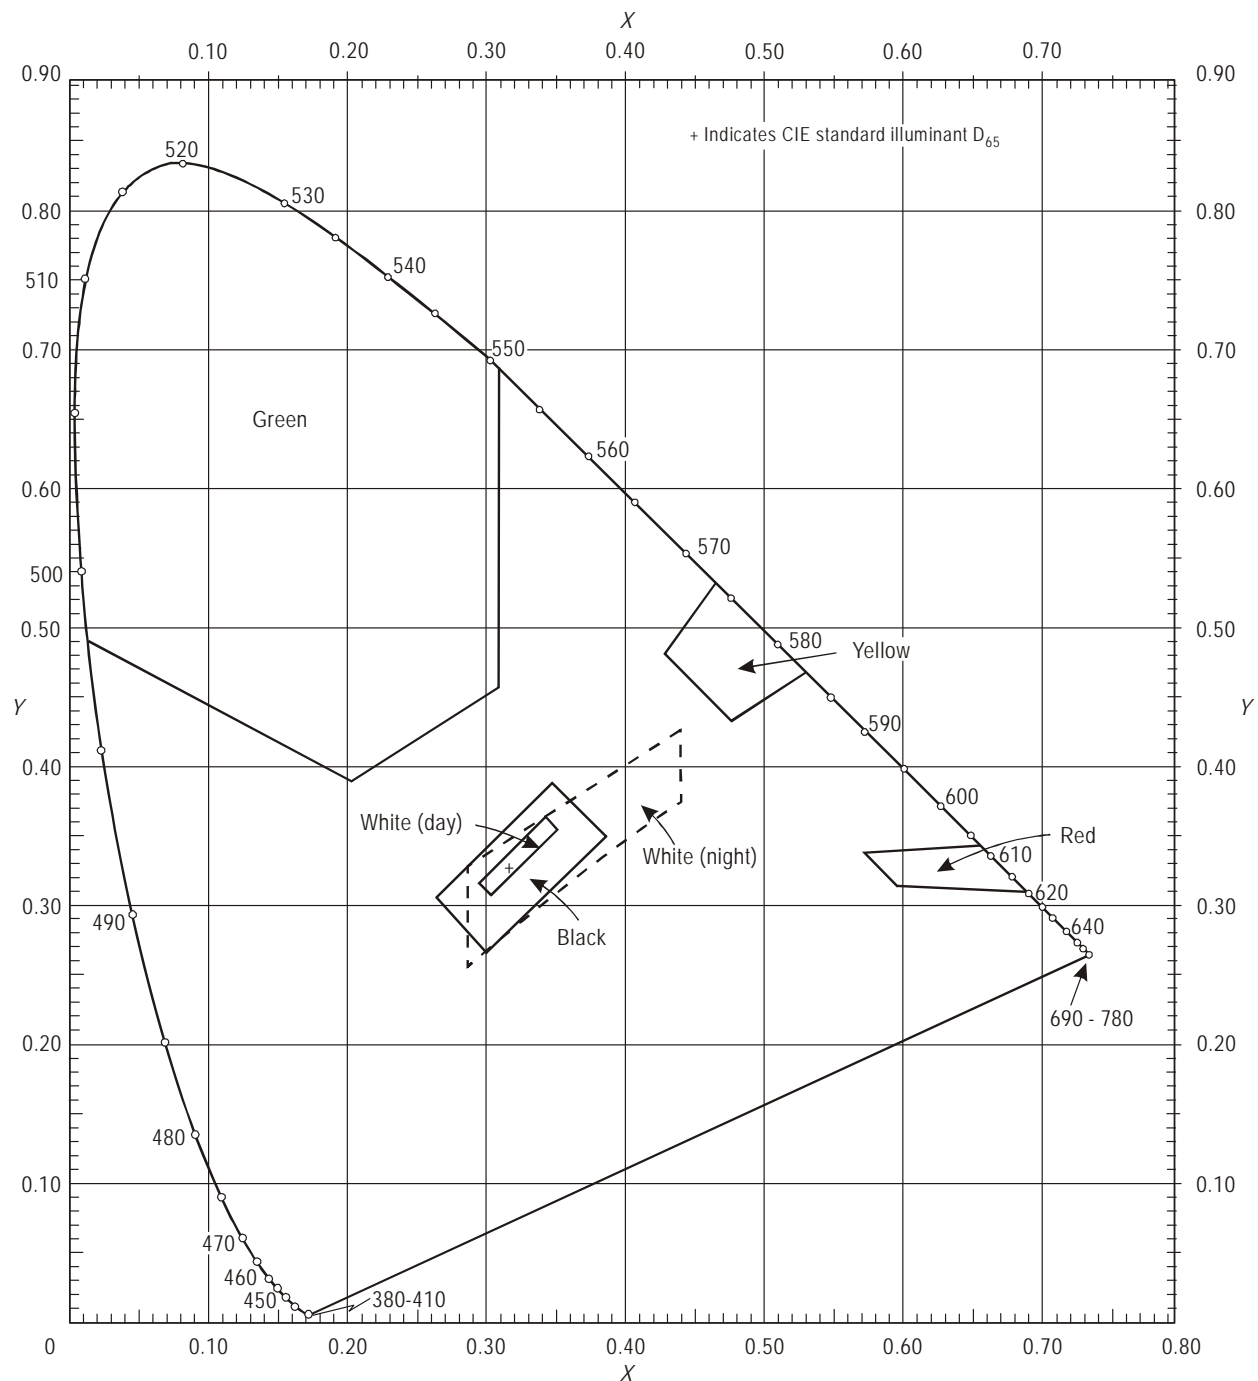 X
0.10 0.20 0.30 0.40 0.50 0.60 0.70
0.90 0.90
+ Indicates CIE standard illuminant D65
520
530
0.80 0.80
540
510
550
0.70 0.70
Green
560
0.60 0.60
570
500
0.50 0.50
580
Yellow
Y Y
590
0.40 0.40
600
White (day)
Red
White (night)
610
620
0.30 0.30
490
640
Black
690 - 780
0.20 0.20
480
0.10 0.10
470
460
450
380-410
0 0.10 0.20 0.30 0.40 0.50 0.60 0.70 0.80
X